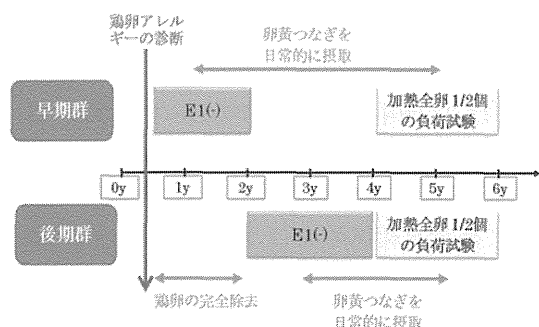 鶏卵アレル
ギーの診断
卵黄つなぎを
日常的に摂取
早期群
E1(-)
加熱全卵 1/2個
の負荷試験
0y
1y
2y
3y
4y
5y
6y
後期群
E1(-)
加熱全卵 1/2個
の負荷試験
鶏卵の完全除去
卵黄つなぎを
日常的に摂取